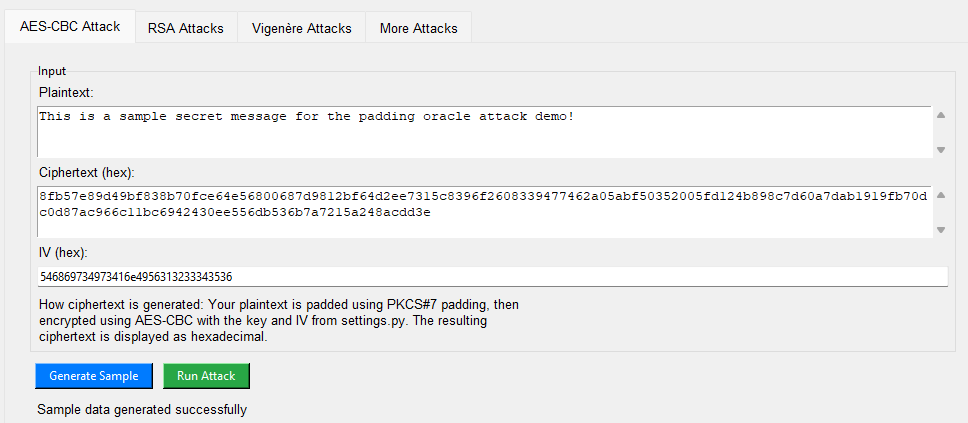 AES-CBC Attack RSA Attacks Vigenère Attacks More Attacks
Input
Plaintext:
This is a sample secret message for the padding oracle attack demo!
Ciphertext (hex):
8fb57e89d49bf838b70fce64e56800687d9812bf64d2ee7315c8396f2608339477462a05abf50352005fd124b898c7d60a7dab1919fb70d
c0d87ac966c11bc6942430ee556db536b7a7215a248acdd3e
IV (hex):
546869734973416e4956313233343536
How ciphertext is generated: Your plaintext is padded using PKCS#7 padding, then
encrypted using AES-CBC with the key and IV from settings.py. The resulting
ciphertext is displayed as hexadecimal.
Generate Sample Run Attack
Sample data generated successfully